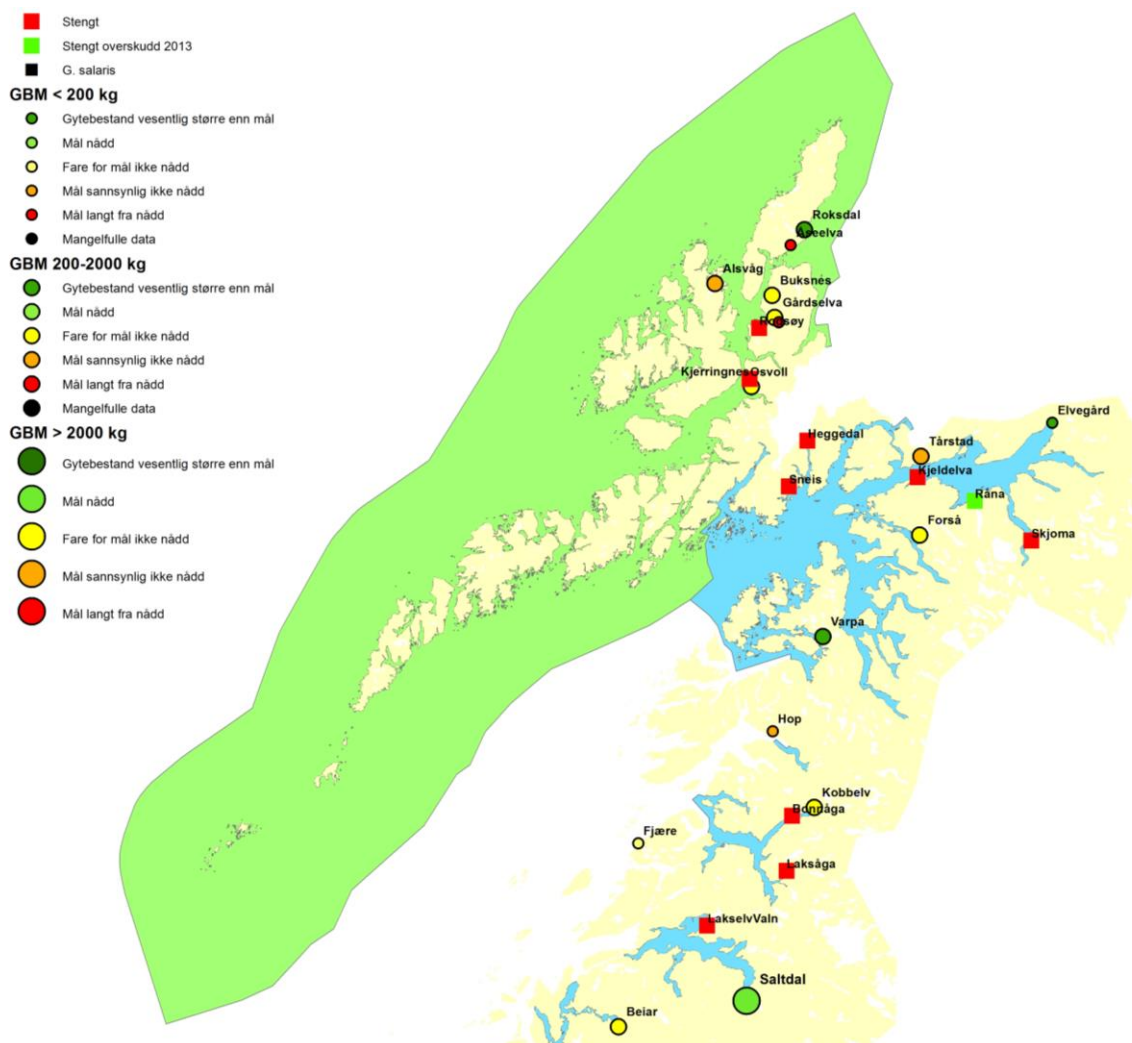 Stengt
Stengt overskudd 2013
G. salaris
GBM < 200 kg
Gytebestand vesentlig større enn mål
Mål nådd
Fare for mål ikke nådd
Mål sannsynlig ikke nådd
Mål langt fra nådd
Mangelfulle data
GBM 200-2000 kg
Gytebestand vesentlig større enn mål
Mål nådd
Fare for mål ikke nådd
Mål sannsynlig ikke nådd
Mål langt fra nådd
Mangelfulle data
GBM > 2000 kg
Gytebestand vesentlig større enn mål
Mål nådd
Fare for mål ikke nådd
Mål sannsynlig ikke nådd
Mål langt fra nådd
Roksdal
Åseelva
Alsvåg
Buksnes
Gårdselva
KjerringnesOsvoll
Elvegård
Heggedal
Tårstad
Kjeldelva
Sneis
Råna
Forså
Skjoma
Varpa
Hop
Kobbelv
Bonnåga
Fjære
Laksåga
LakselvValn
Saltdal
Beiar